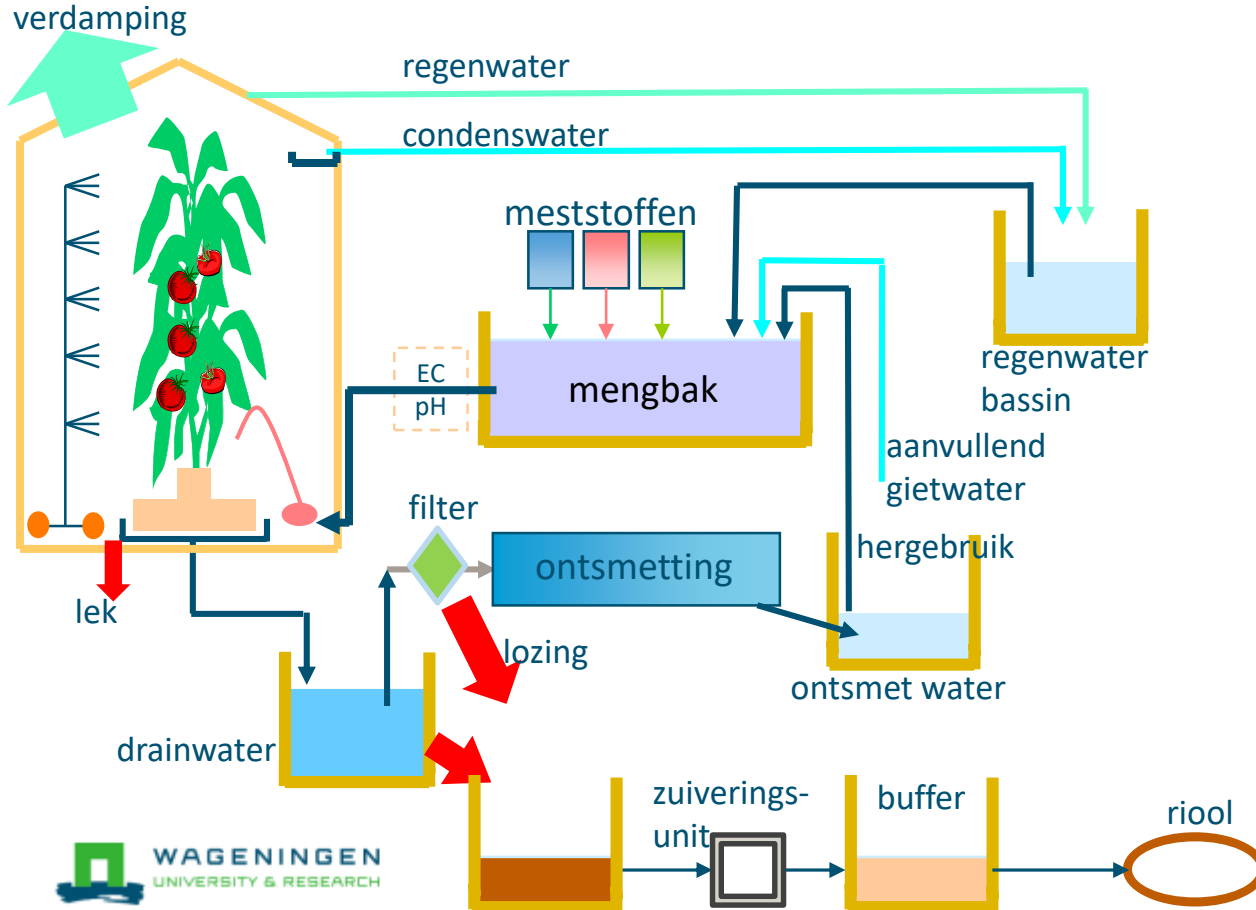 verdamping
regenwater
condenswater
meststoffen
EC
pH
mengbak
regenwater
bassin
aanvullend
gietwater
filter
hergebruik
ontsmetting
lek
lozing
ontsmet water
drainwater
zuiverings-
unit
buffer
riool
WAGENINGEN
UNIVERSITY & RESEARCH